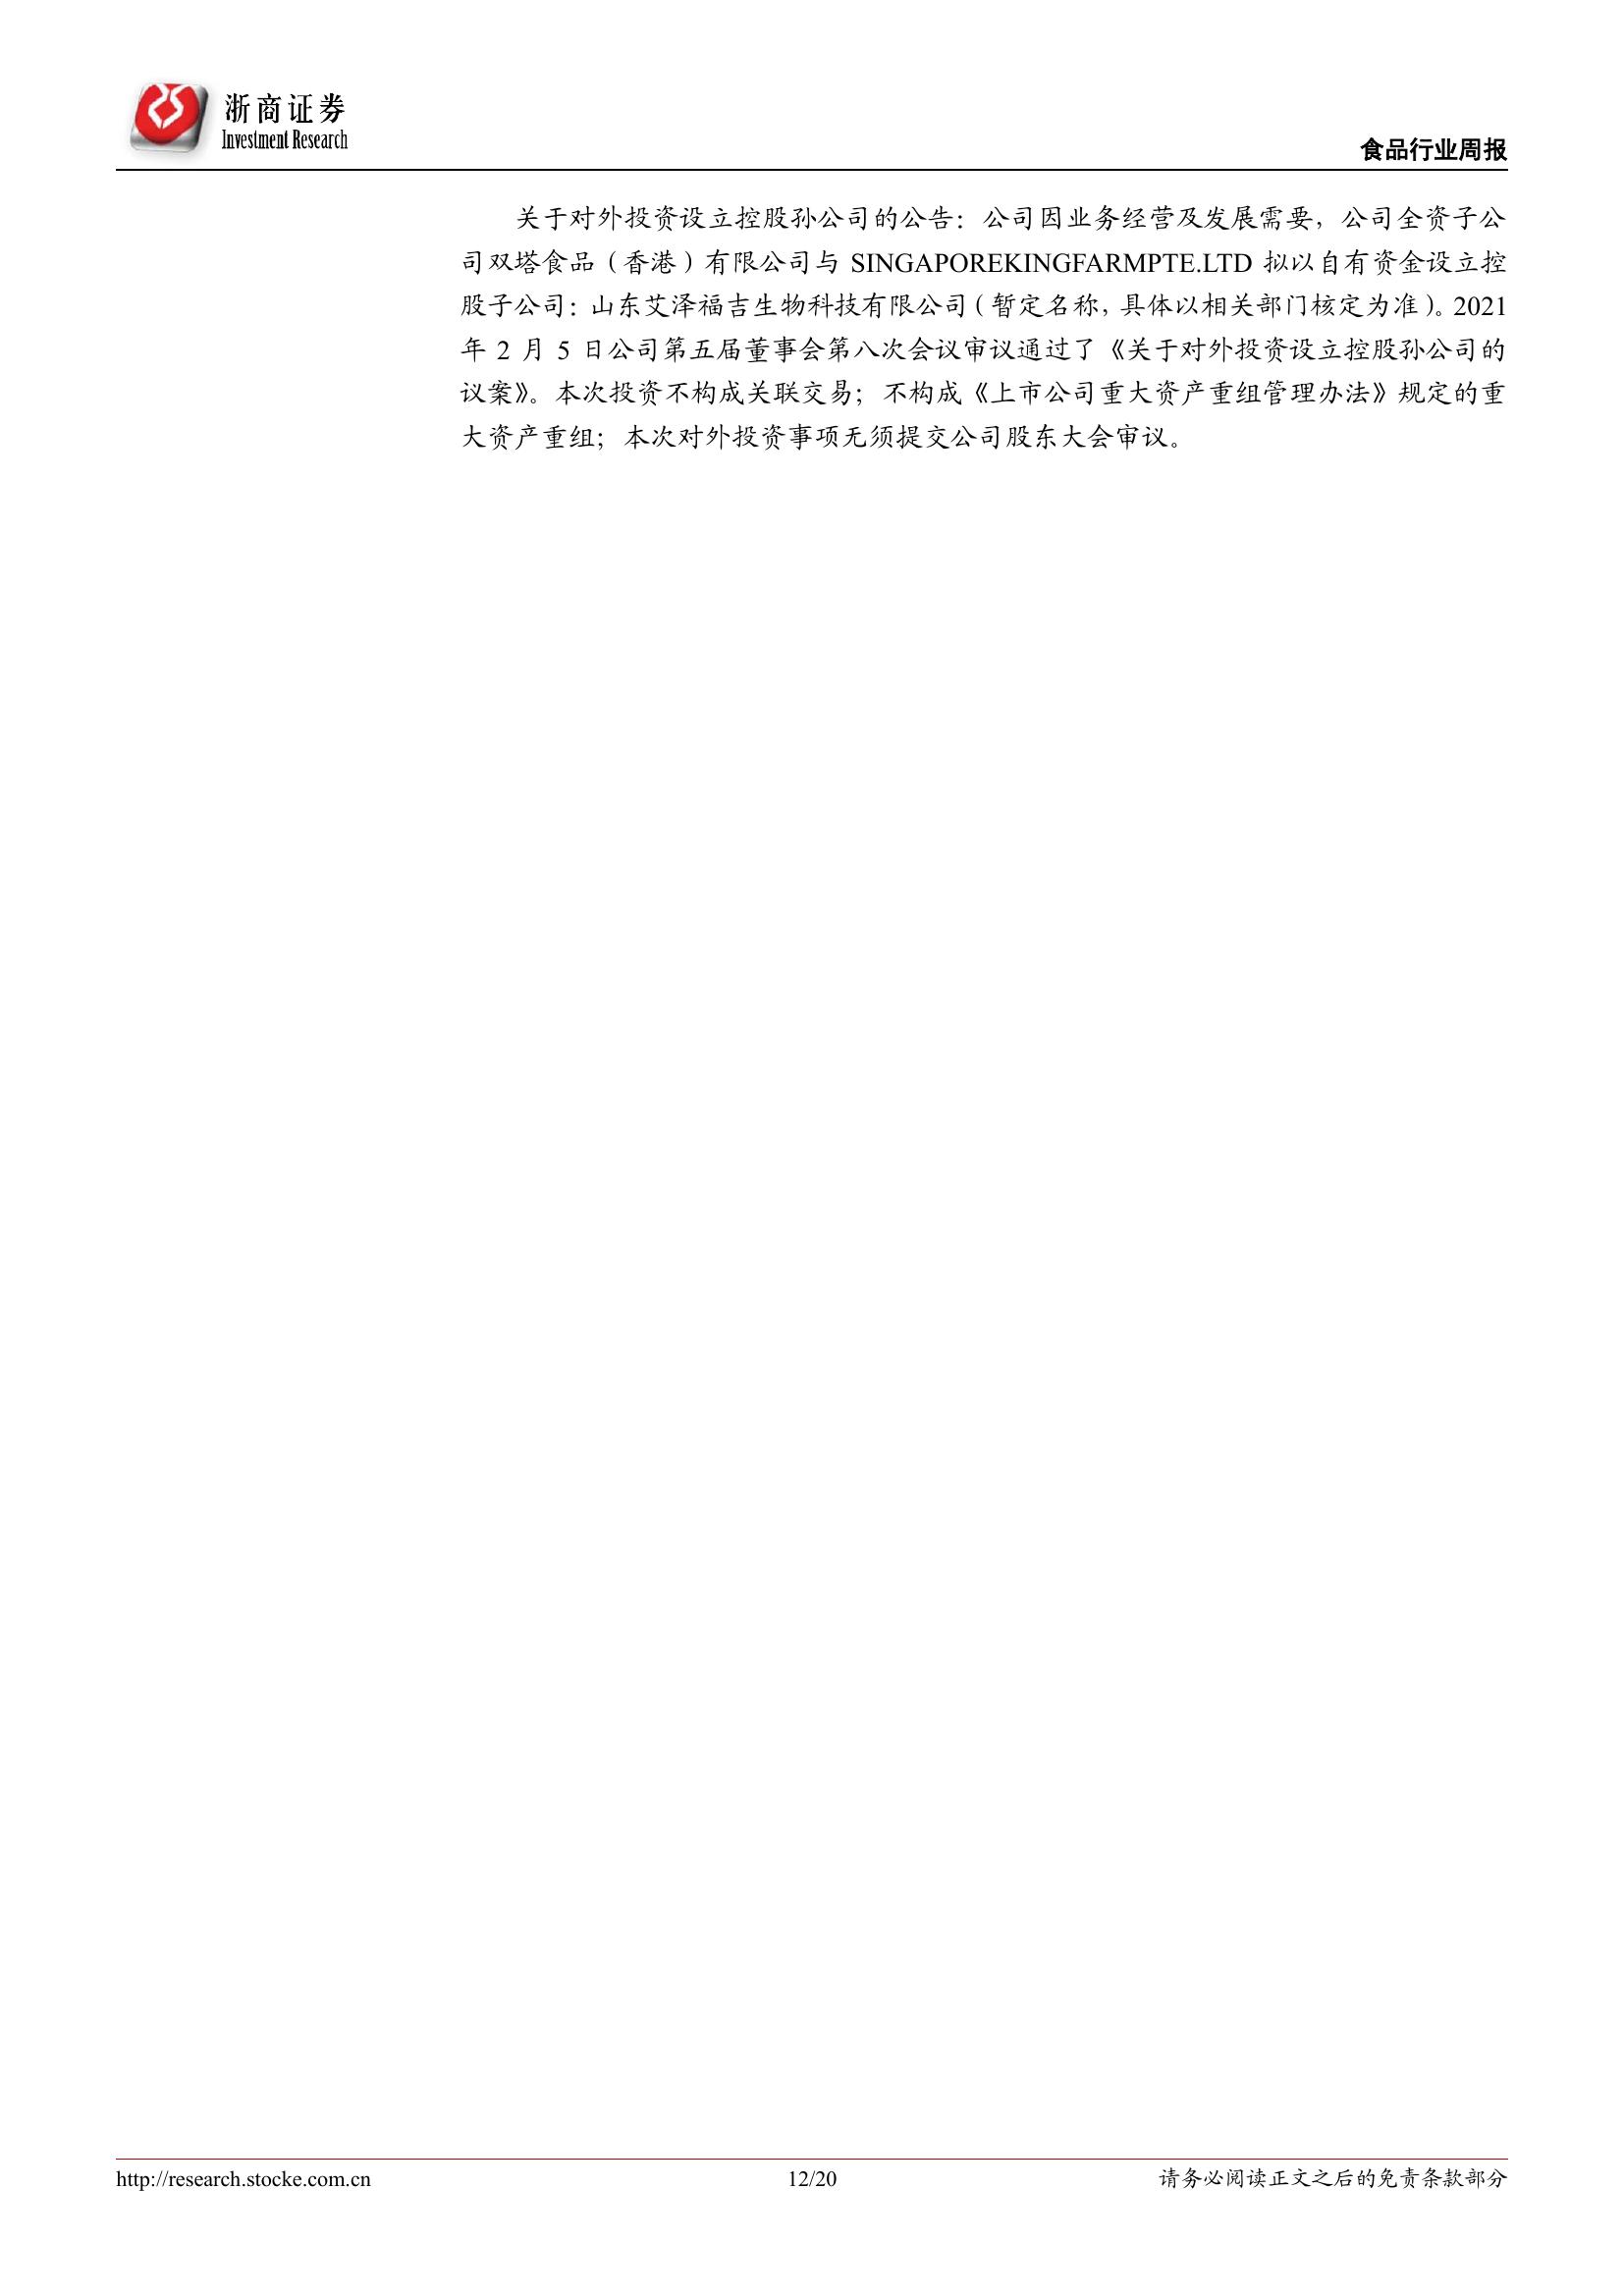 浙商证券
Investment Research
食品行业周报
关于对外投资设立控股孙公司的公告：公司因业务经营及发展需要，公司全资子公
司双塔食品（香港）有限公司与 SINGAPOREKINGFARMPTE.LTD 拟以自有资金设立控
股子公司：山东艾泽福吉生物科技有限公司（暂定名称，具体以相关部门核定为准）。2021
年 2 月 5 日公司第五届董事会第八次会议审议通过了《关于对外投资设立控股孙公司的
议案》。本次投资不构成关联交易；不构成《上市公司重大资产重组管理办法》规定的重
大资产重组；本次对外投资事项无须提交公司股东大会审议。
http://research.stocke.com.cn
12/20
请务必阅读正文之后的免责条款部分